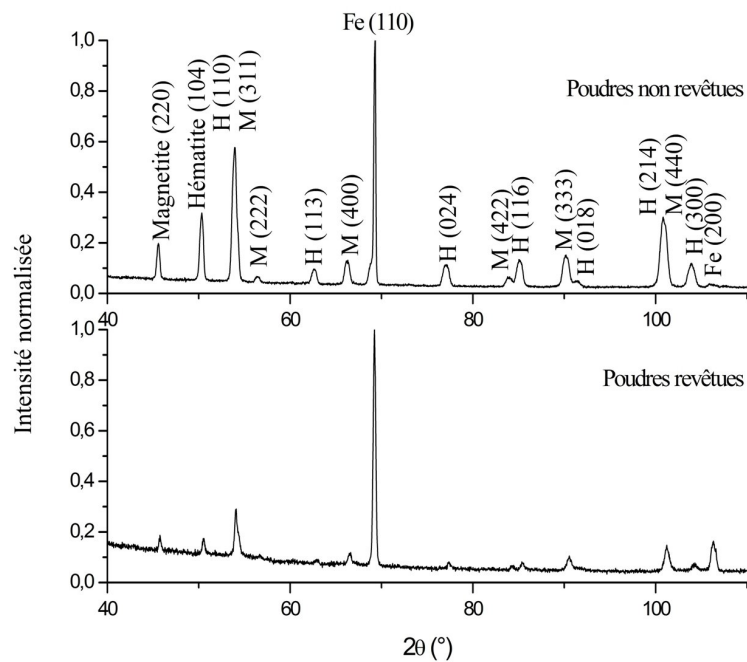 Fe (110)
1,0
0,8
0,6
0,4
0,2
0,0
Poudres non revêtues
Magnetite (220)
Hématite (104)
H (110)
M (311)
M (222)
H (113)
M (400)
H (024)
M (422)
H (116)
M (333)
H (018)
H (214)
M (440)
H (300)
Fe (200)
40
60
80
100
Intensité normalisée
1,0
0,8
0,6
0,4
0,2
0,0
Poudres revêtues
40
60
80
100
2θ (°)